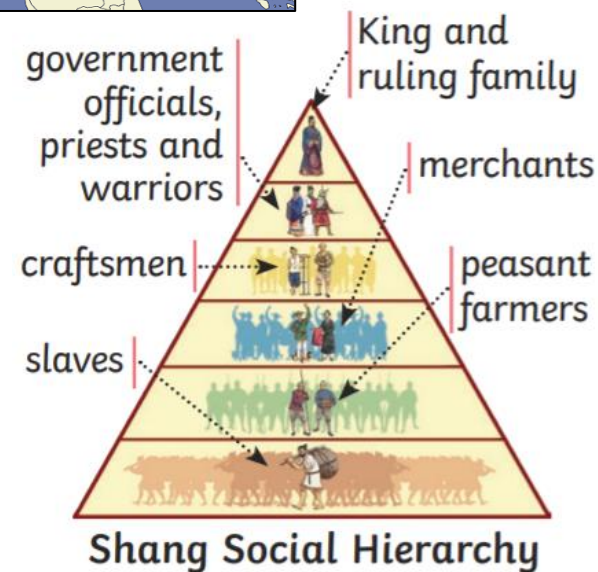 King and
ruling family
government
officials,
priests and
warriors
merchants
craftsmen
peasant
farmers
slaves
Shang Social Hierarchy